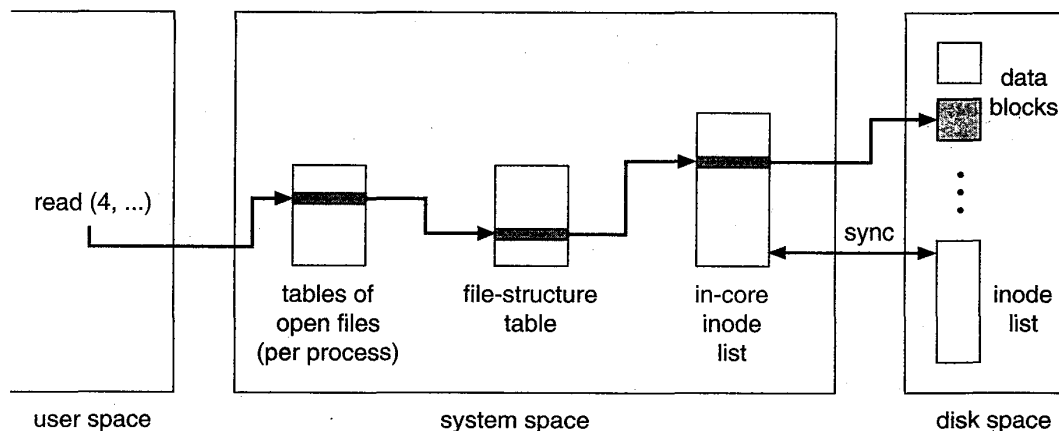 data
blocks
read (4, ...)
sync
tables of
open files
(per process)
file-structure
table
in-core
inode
list
inode
list
user space
system space
disk space